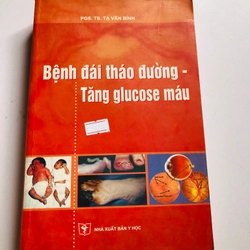 PGS. TS. TẠ VĂN BÌNH
Bệnh đái tháo đường -
Tăng glucose máu
NHÀ XUẤT BẢN Y HỌC